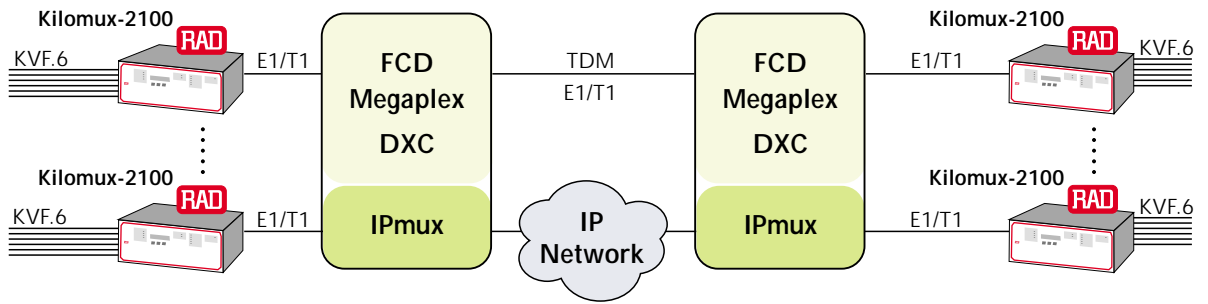 Kilomux-2100
RAD
KVF.6
E1/T1
FCD
Megaplex
DXC
TDM
E1/T1
FCD
Megaplex
DXC
E1/T1
Kilomux-2100
RAD
KVF.6
Kilomux-2100
RAD
KVF.6
E1/T1
IPmux
IP
Network
IPmux
E1/T1
Kilomux-2100
RAD
KVF.6